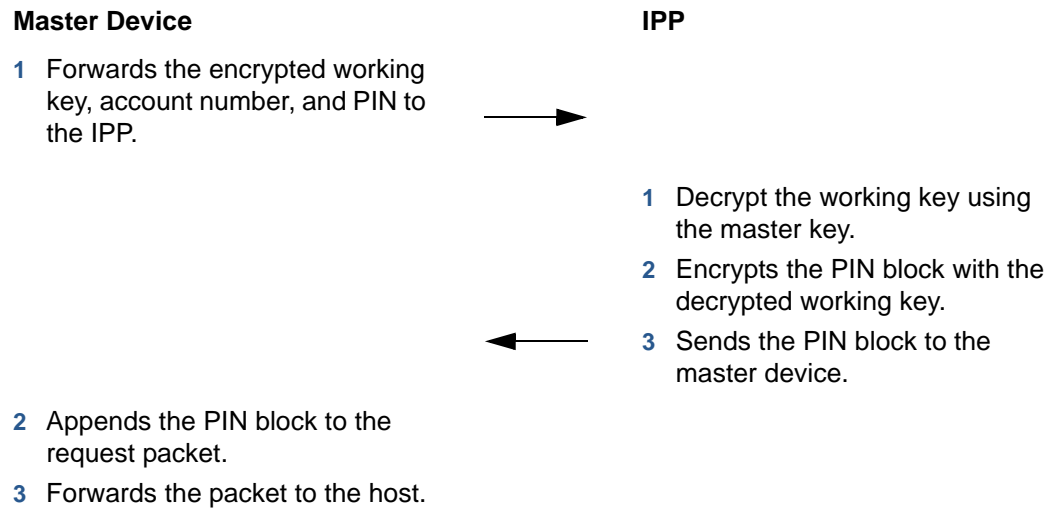 Master Device
IPP
1 Forwards the encrypted working
key, account number, and PIN to
the IPP.
1 Decrypt the working key using
the master key.
2 Encrypts the PIN block with the
decrypted working key.
3 Sends the PIN block to the
master device.
2 Appends the PIN block to the
request packet.
3 Forwards the packet to the host.